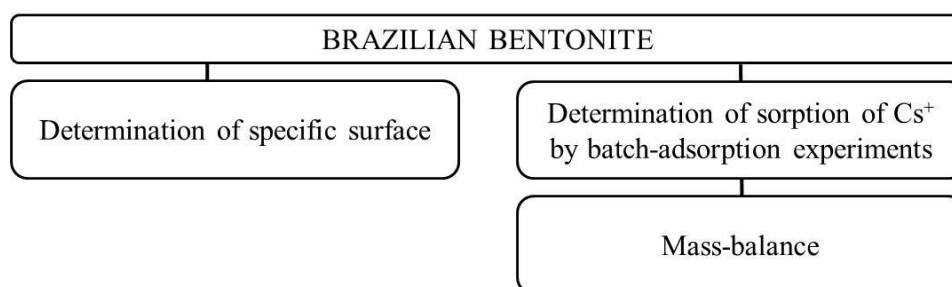 BRAZILIAN BENTONITE
Determination of specific surface
Determination of sorption of Cs⁺
by batch-adsorption experiments
Mass-balance